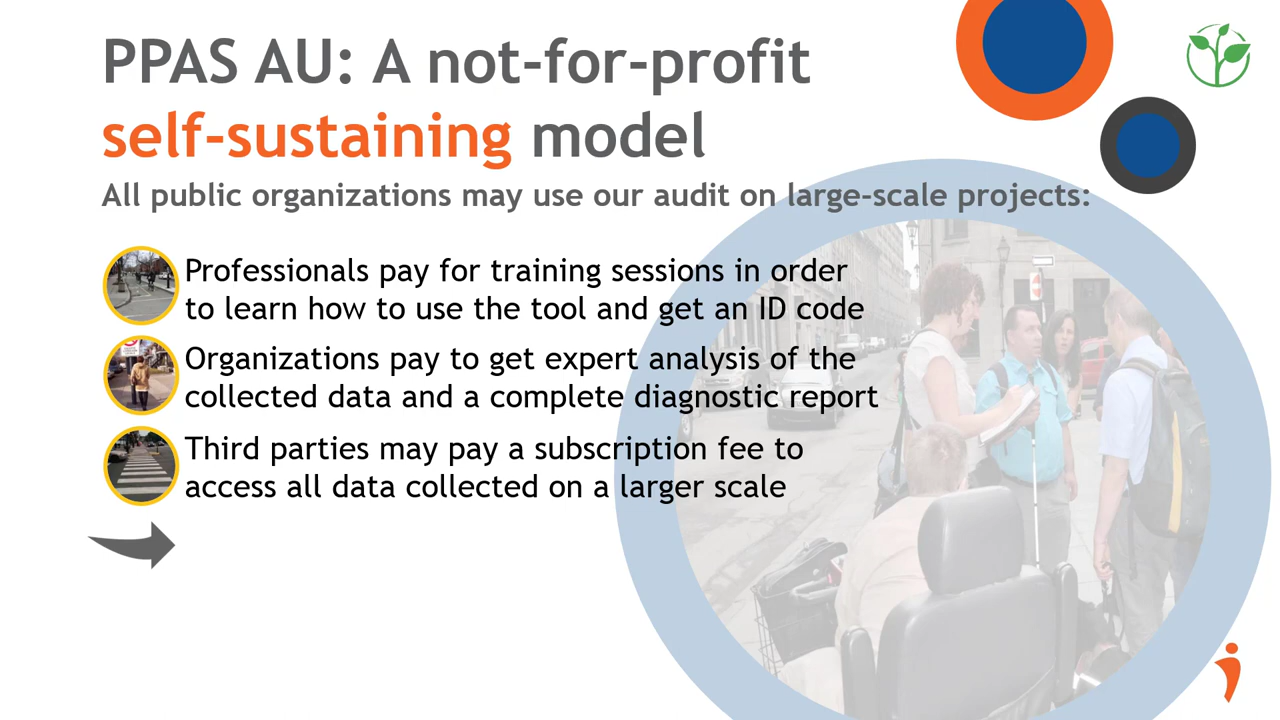 PPAS AU: A not-for-profit
self-sustaining model
All public organizations may use our audit on large-scale projects:
Professionals pay for training sessions in order
to learn how to use the tool and get an ID code
Organizations pay to get expert analysis of the
collected data and a complete diagnostic report
Third parties may pay a subscription fee to
access all data collected on a larger scale